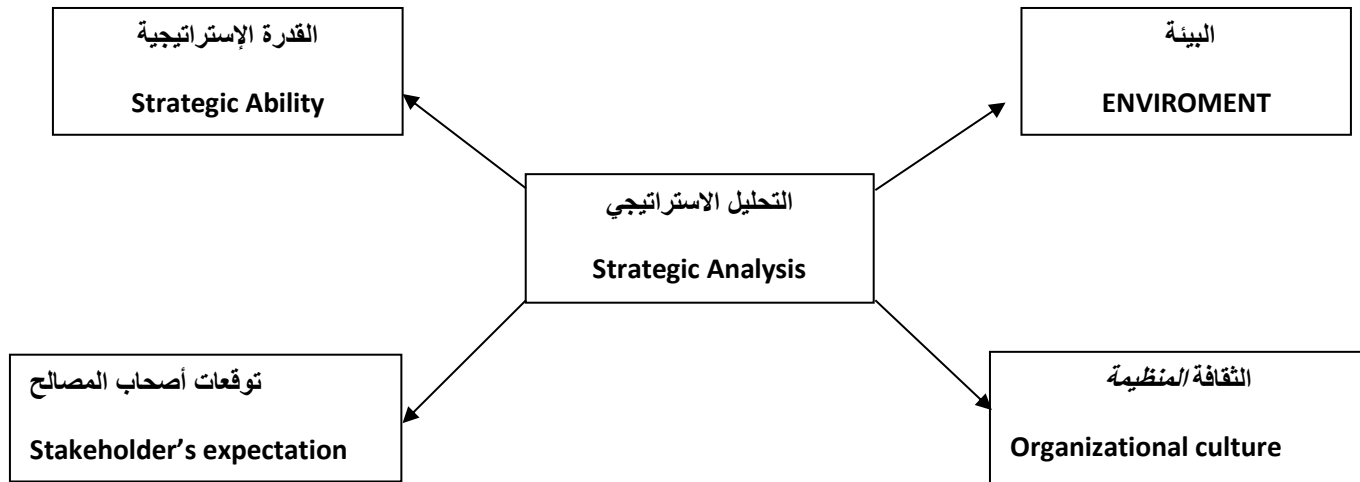 القدرة الإستراتيجية
Strategic Ability
البيئة
ENVIROMENT
التحليل الاستراتيجي
Strategic Analysis
توقعات أصحاب المصالح
Stakeholder’s expectation
الثقافة المنظيمة
Organizational culture